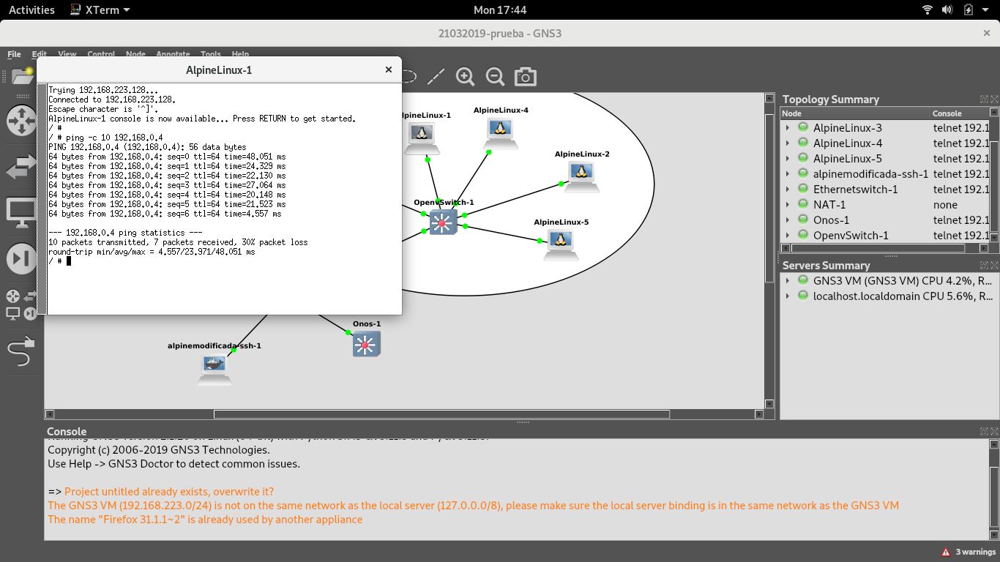 Activities XTerm Mon 17:44
21032019-prueba - GNS3
File Edit View Control Node Annotate Tools Help
AlpineLinux-1
Trying 192.168.223.128...
Connected to 192.168.223.128.
Escape character is '^]'.
AlpineLinux-1 console is now available... Press RETURN to get started.
/ #
/ # ping -c 10 192.168.0.4
PING 192.168.0.4 (192.168.0.4): 56 data bytes
64 bytes from 192.168.0.4: seq=0 ttl=64 time=48.051 ms
64 bytes from 192.168.0.4: seq=1 ttl=64 time=24.329 ms
64 bytes from 192.168.0.4: seq=2 ttl=64 time=22.130 ms
64 bytes from 192.168.0.4: seq=3 ttl=64 time=27.064 ms
64 bytes from 192.168.0.4: seq=4 ttl=64 time=20.148 ms
64 bytes from 192.168.0.4: seq=5 ttl=64 time=21.523 ms
64 bytes from 192.168.0.4: seq=6 ttl=64 time=4.557 ms
--- 192.168.0.4 ping statistics ---
10 packets transmitted, 7 packets received, 30% packet loss
round-trip min/avg/max = 4.557/23.971/48.051 ms
/ #
lpineLinux-1
AlpineLinux-4
AlpineLinux-2
OpenvSwitch-1
AlpineLinux-5
Onos-1
alpinemodificada-ssh-1
Topology Summary
Node Console
AlpineLinux-3 telnet 192.1
AlpineLinux-4 telnet 192.1
AlpineLinux-5 telnet 192.1
alpinemodificada-ssh-1 telnet 192.1
Ethernetswitch-1 telnet 192.1
NAT-1 none
Onos-1 telnet 192.1
OpenvSwitch-1 telnet 192.1
Servers Summary
GNS3 VM (GNS3 VM) CPU 4.2%, R...
localhost.localdomain CPU 5.6%, R...
Console
Copyright (c) 2006-2019 GNS3 Technologies.
Use Help -> GNS3 Doctor to detect common issues.
=> Project untitled already exists, overwrite it?
The GNS3 VM (192.168.223.0/24) is not on the same network as the local server (127.0.0.0/8), please make sure the local server binding is in the same network as the GNS3 VM
The name "Firefox 31.1.1~2" is already used by another appliance
3 warnings